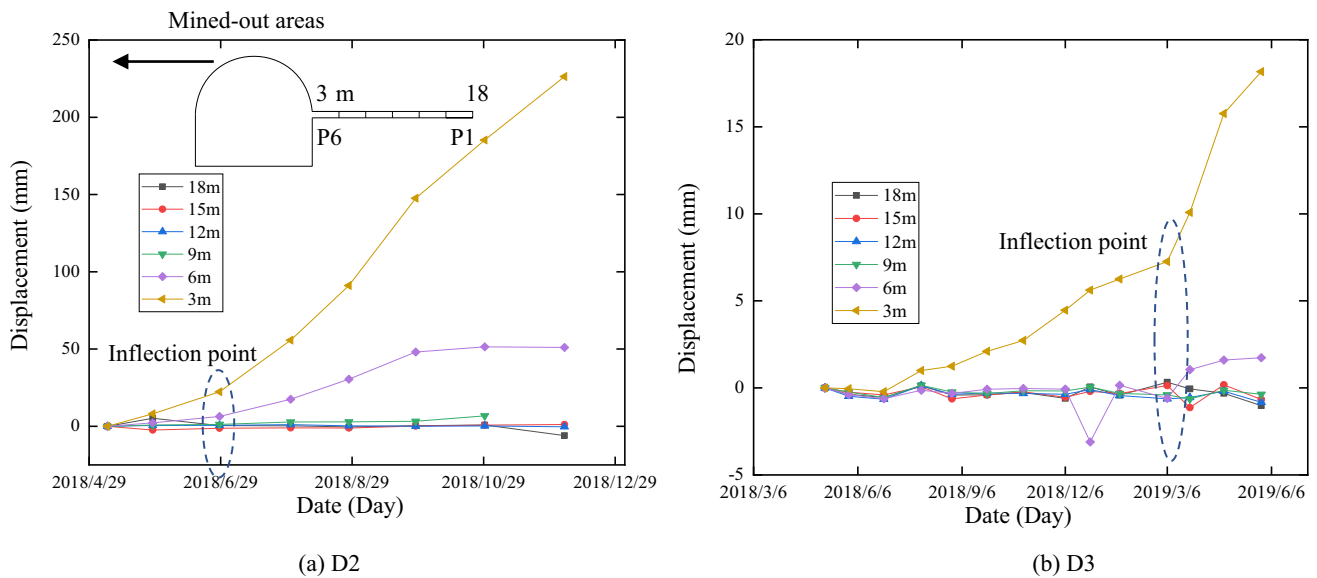 Mined-out areas
250
200
150
100
50
0
Displacement (mm)
3 m
18
P6
P1
18m
15m
12m
9m
6m
3m
Inflection point
2018/4/29
2018/6/29
2018/8/29
2018/10/29
2018/12/29
Date (Day)
(a) D2
20
15
10
5
0
-5
Displacement (mm)
18m
15m
12m
9m
6m
3m
Inflection point
2018/3/6
2018/6/6
2018/9/6
2018/12/6
2019/3/6
2019/6/6
Date (Day)
(b) D3